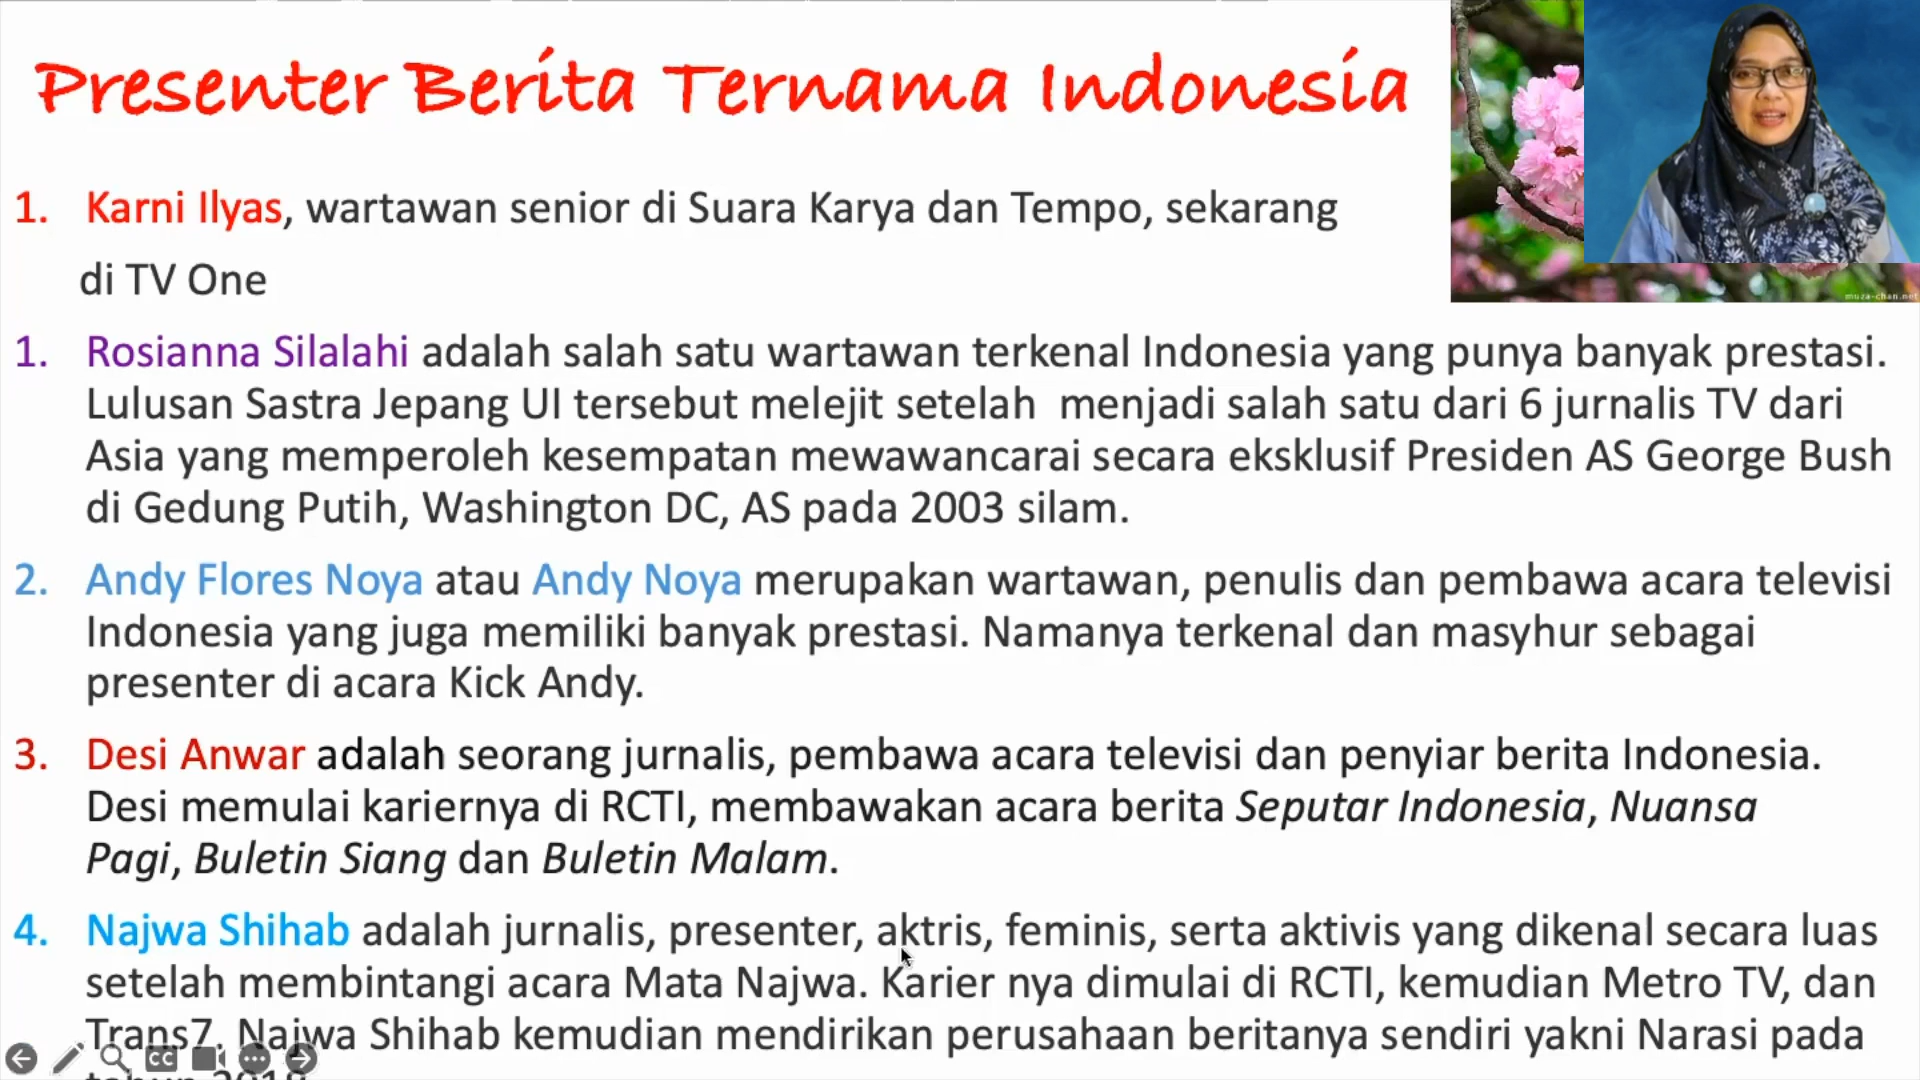 Presenter Berita Ternama Indonesia
1. Karni Ilyas, wartawan senior di Suara Karya dan Tempo, sekarang
di TV One
muza-chan.net
1. Rosianna Silalahi adalah salah satu wartawan terkenal Indonesia yang punya banyak prestasi.
Lulusan Sastra Jepang UI tersebut melejit setelah menjadi salah satu dari 6 jurnalis TV dari
Asia yang memperoleh kesempatan mewawancarai secara eksklusif Presiden AS George Bush
di Gedung Putih, Washington DC, AS pada 2003 silam.
2. Andy Flores Noya atau Andy Noya merupakan wartawan, penulis dan pembawa acara televisi
Indonesia yang juga memiliki banyak prestasi. Namanya terkenal dan masyhur sebagai
presenter di acara Kick Andy.
3. Desi Anwar adalah seorang jurnalis, pembawa acara televisi dan penyiar berita Indonesia.
Desi memulai kariernya di RCTI, membawakan acara berita Seputar Indonesia, Nuansa
Pagi, Buletin Siang dan Buletin Malam.
4. Najwa Shihab adalah jurnalis, presenter, aktris, feminis, serta aktivis yang dikenal secara luas
setelah membintangi acara Mata Najwa. Karier nya dimulai di RCTI, kemudian Metro TV, dan
Trans7. Najwa Shihab kemudian mendirikan perusahaan beritanya sendiri yakni Narasi pada
CC